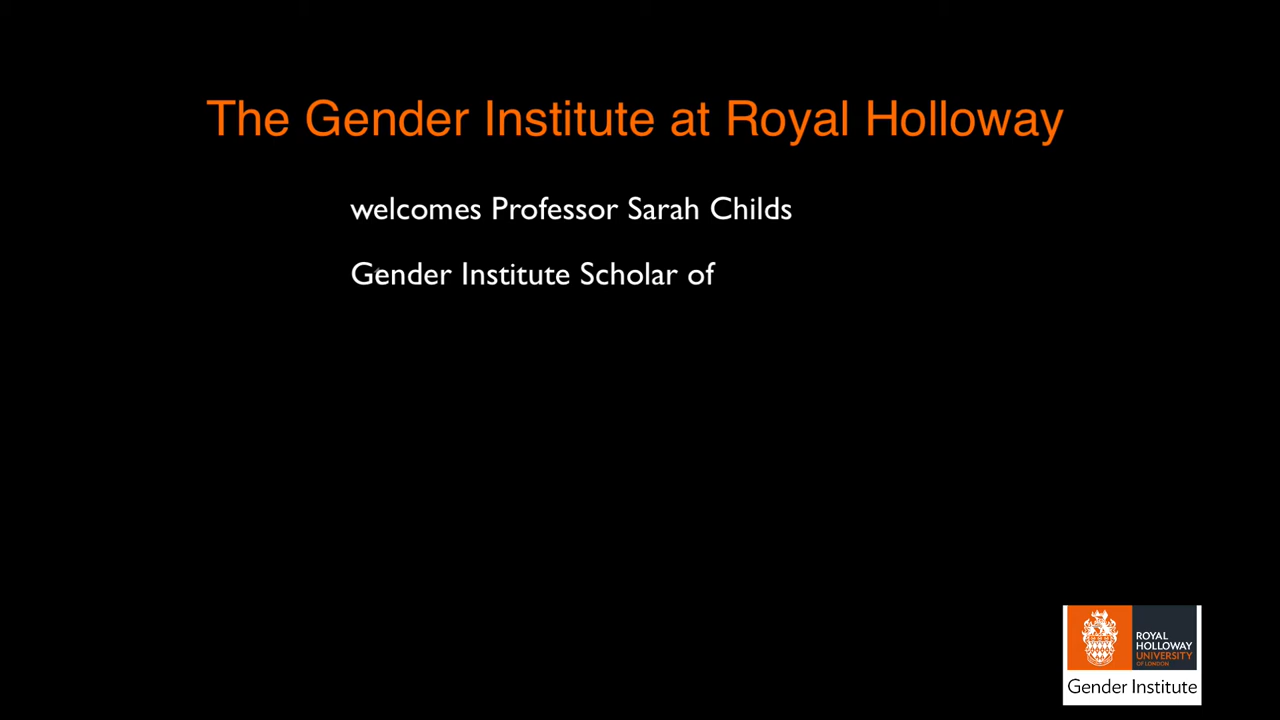 The Gender Institute at Royal Holloway
welcomes Professor Sarah Childs
Gender Institute Scholar of
ROYAL
HOLLOWAY
UNIVERSITY
OF LONDON
Gender Institute